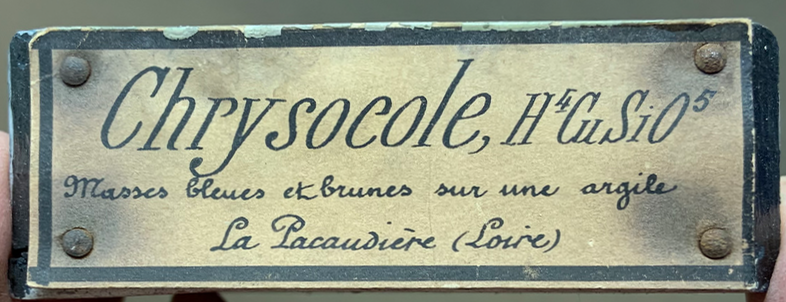 Chrysocole, H⁴CuSiO⁵
Masses bleues et brunes sur une argile
La Pacaudière (Loire)